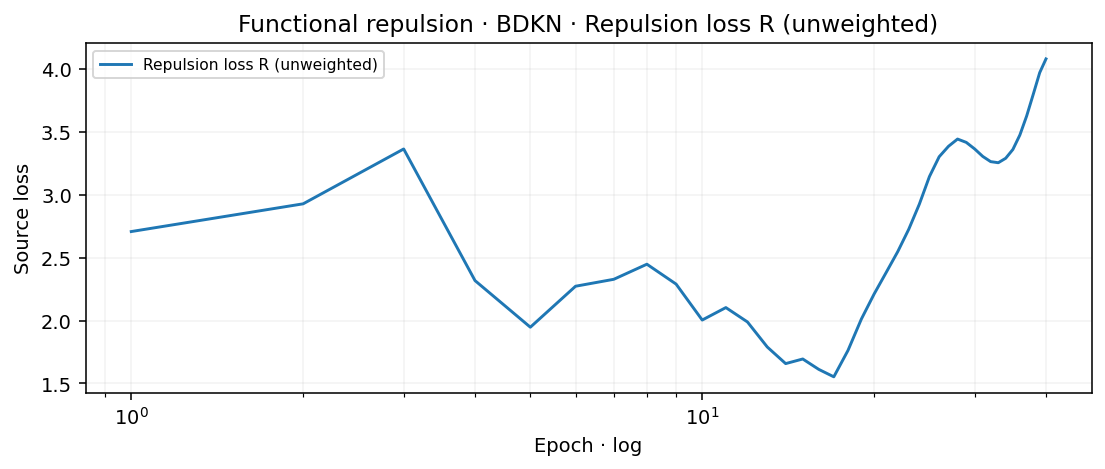 Functional repulsion · BDKN · Repulsion loss R (unweighted)
Repulsion loss R (unweighted)
4.0
3.5
3.0
2.5
2.0
1.5
Source loss
10⁰
10¹
Epoch · log